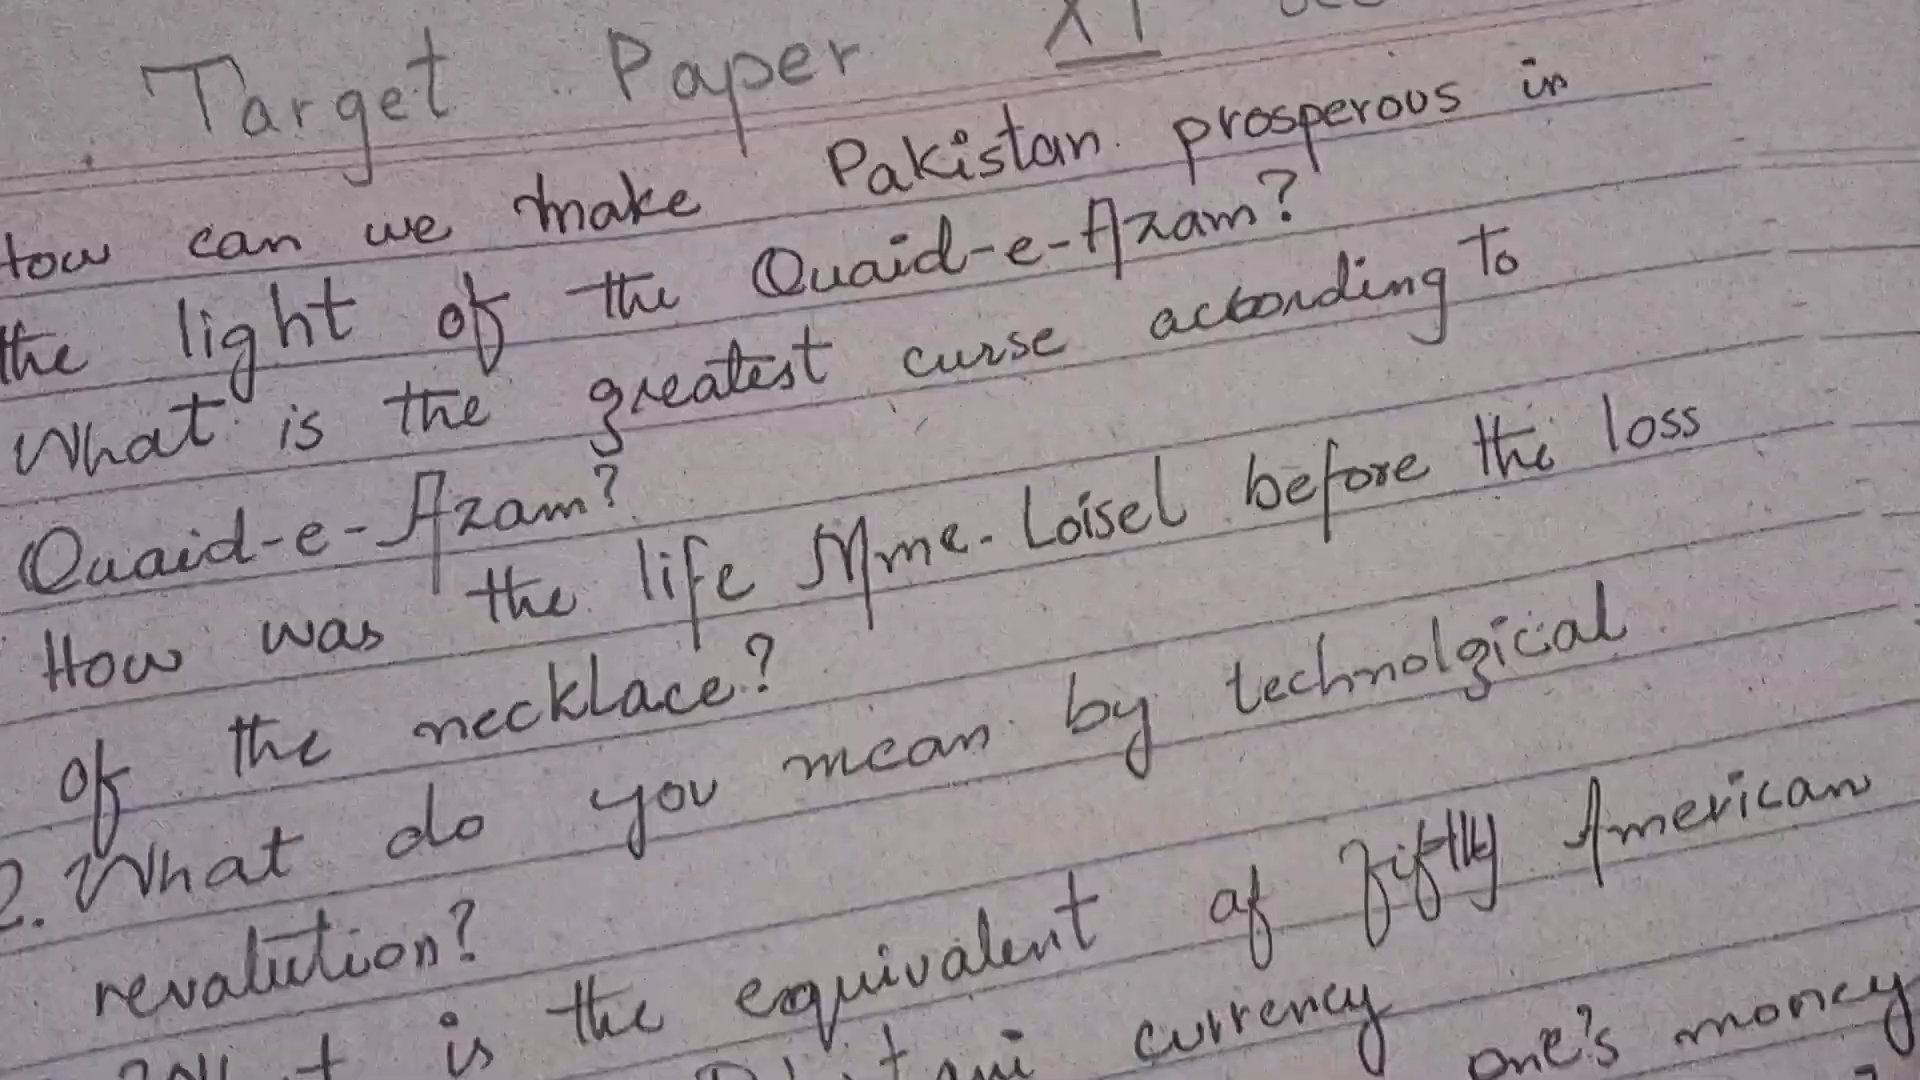 Target Paper XI
How can we make Pakistan prosperous in
the light of the Quaid-e-Azam?
What is the greatest curse according to
Quaid-e-Azam?
How was the life Mme. Loisel before the loss
of the necklace?
2. What do you mean by technolgical
revalution?
is the equivalent of fiftly American
currency one's money